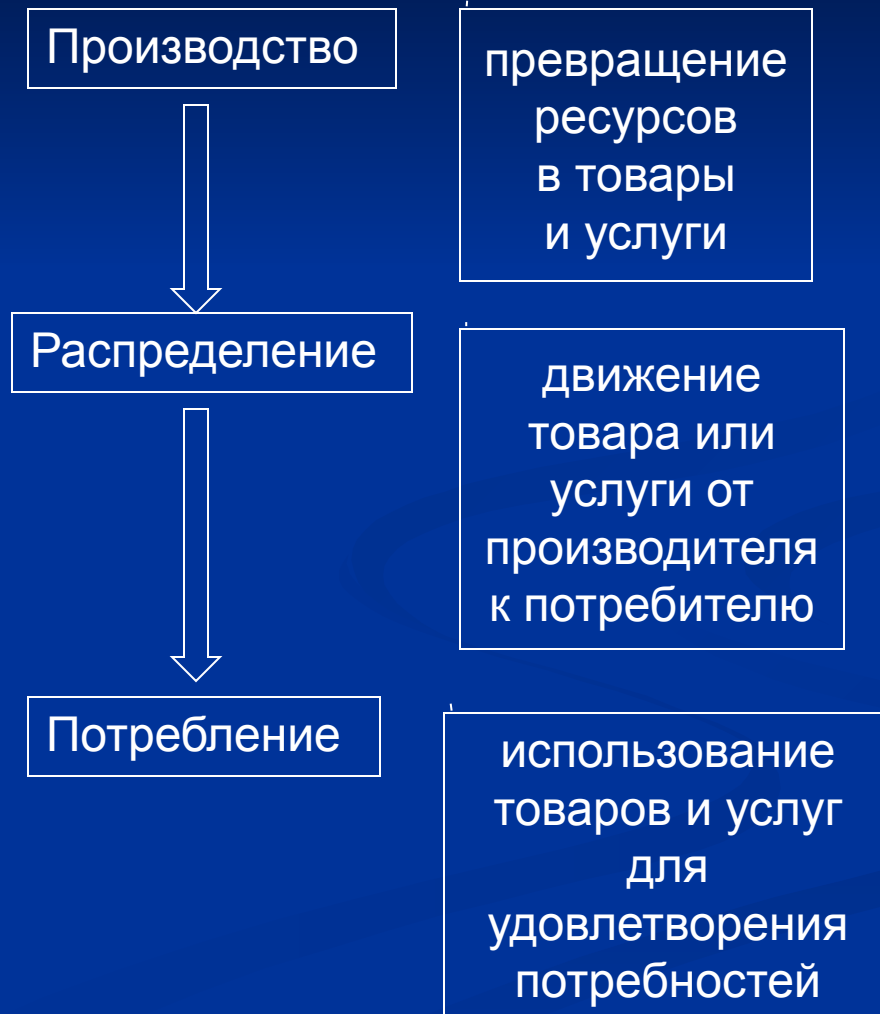 Производство
превращение
ресурсов
в товары
и услуги
Распределение
движение
товара или
услуги от
производителя
к потребителю
Потребление
использование
товаров и услуг
для
удовлетворения
потребностей